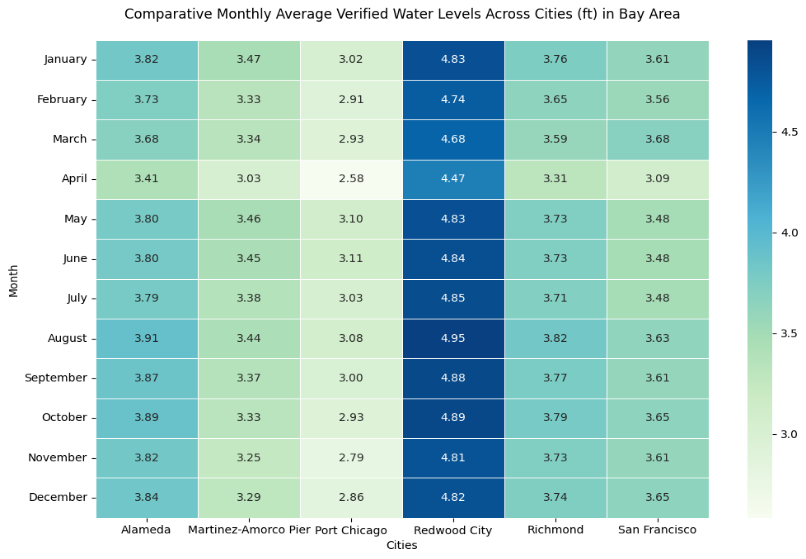 Comparative Monthly Average Verified Water Levels Across Cities (ft) in Bay Area
January 3.82 3.47 3.02 4.83 3.76 3.61
February 3.73 3.33 2.91 4.74 3.65 3.56
March 3.68 3.34 2.93 4.68 3.59 3.68
April 3.41 3.03 2.58 4.47 3.31 3.09
May 3.80 3.46 3.10 4.83 3.73 3.48
June 3.80 3.45 3.11 4.84 3.73 3.48
July 3.79 3.38 3.03 4.85 3.71 3.48
August 3.91 3.44 3.08 4.95 3.82 3.63
September 3.87 3.37 3.00 4.88 3.77 3.61
October 3.89 3.33 2.93 4.89 3.79 3.65
November 3.82 3.25 2.79 4.81 3.73 3.61
December 3.84 3.29 2.86 4.82 3.74 3.65
Alameda Martinez-Amorco Pier Port Chicago Redwood City Richmond San Francisco
Cities
Month
4.5
4.0
3.5
3.0